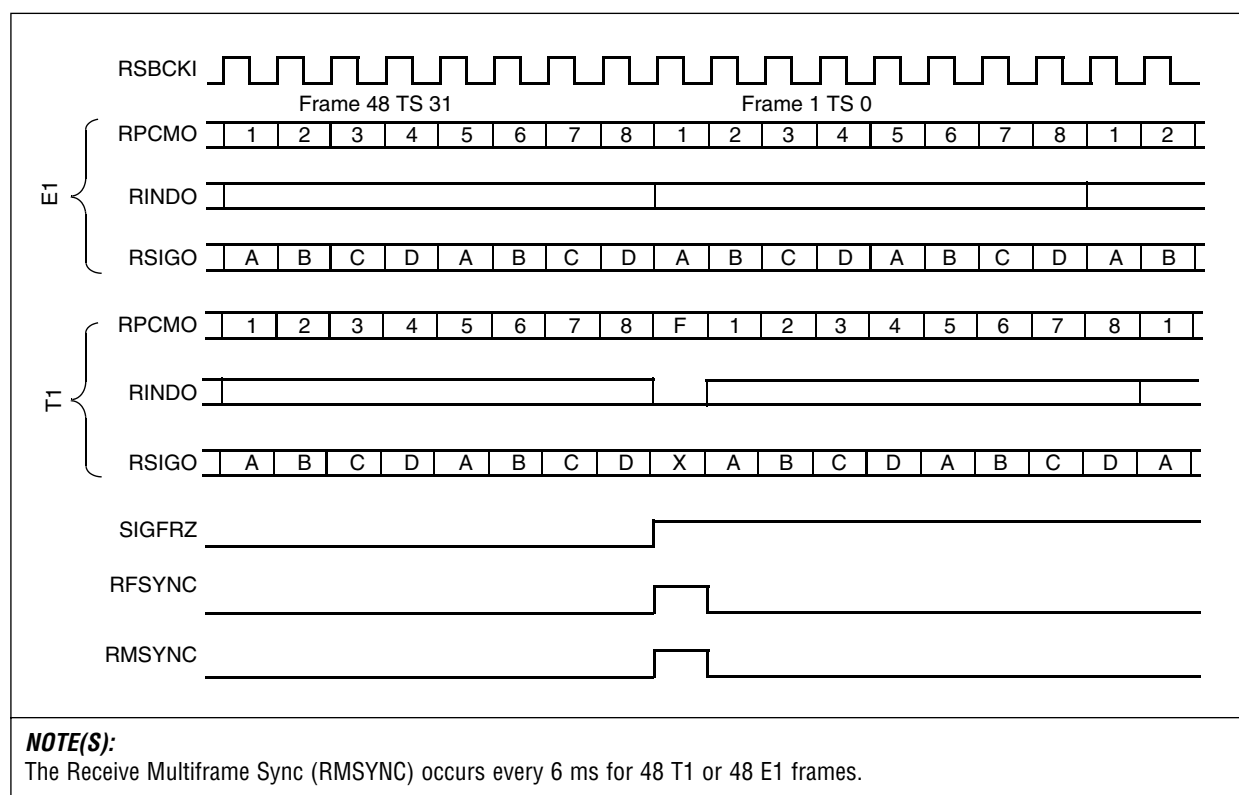 RSBCKI
Frame 48 TS 31 Frame 1 TS 0
E1
RPCMO 1 2 3 4 5 6 7 8 1 2 3 4 5 6 7 8 1 2
RINDO
RSIGO A B C D A B C D A B C D A B C D A B
T1
RPCMO 1 2 3 4 5 6 7 8 F 1 2 3 4 5 6 7 8 1
RINDO
RSIGO A B C D A B C D X A B C D A B C D A
SIGFRZ
RFSYNC
RMSYNC
NOTE(S):
The Receive Multiframe Sync (RMSYNC) occurs every 6 ms for 48 T1 or 48 E1 frames.